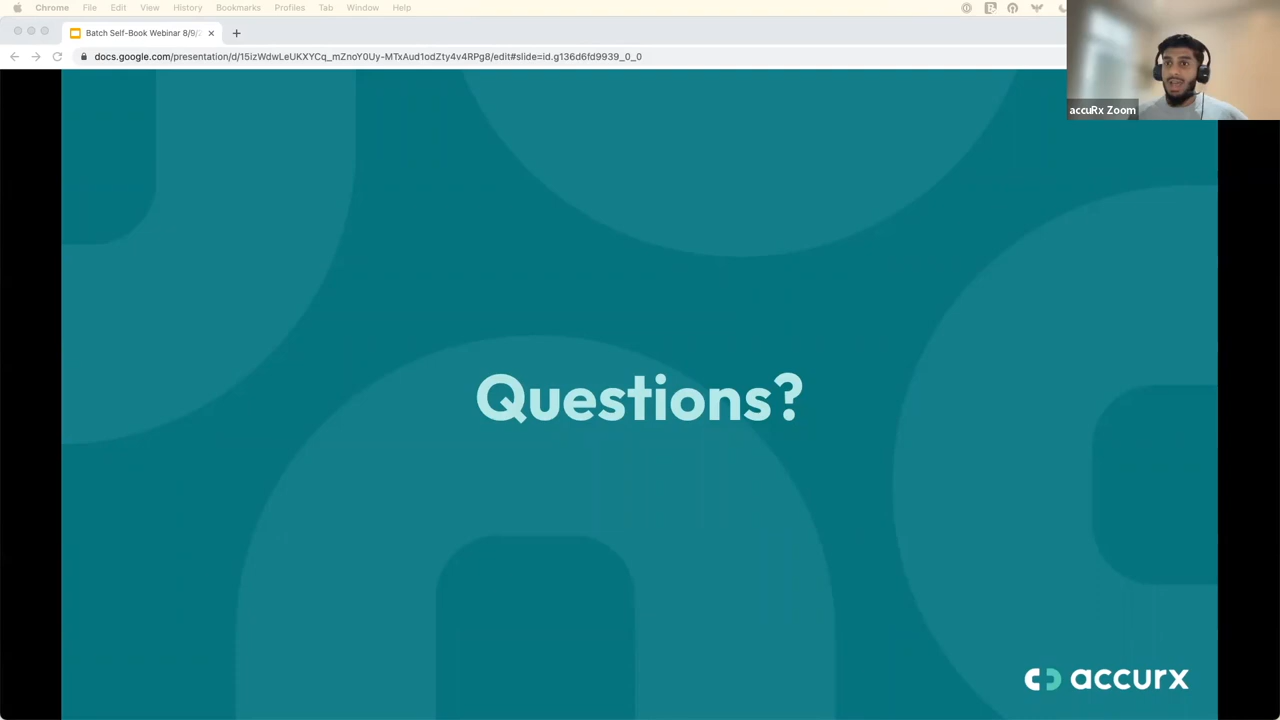 Chrome File Edit View History Bookmarks Profiles Tab Window Help
Batch Self-Book Webinar 8/9/
docs.google.com/presentation/d/15izWdwLeUKXYCq_mZnoY0Uy-MTxAud1odZty4v4RPg8/edit#slide=id.g136d6fd9939_0_0
accuRx Zoom
Questions?
accurx